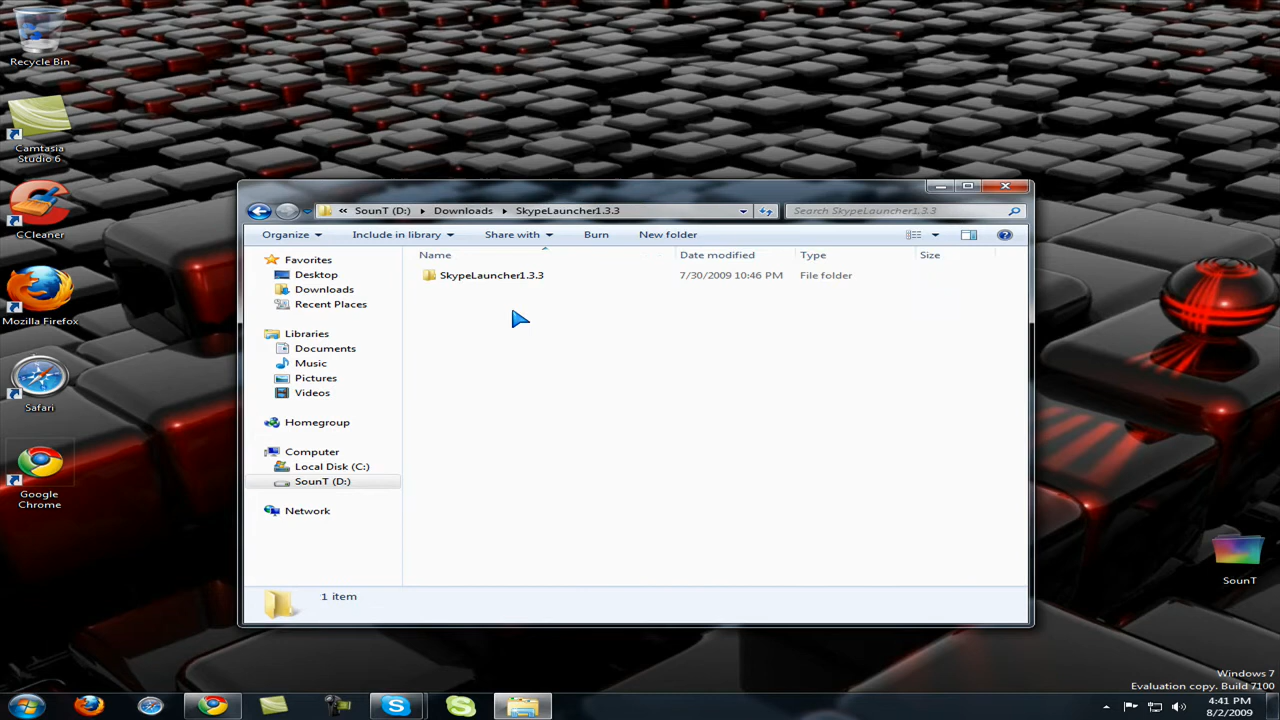 Recycle Bin
Camtasia
Studio 6
CCleaner
Mozilla Firefox
Safari
Google
Chrome
« SounT (D:) Downloads SkypeLauncher1.3.3
Search SkypeLauncher1.3.3
Organize Include in library Share with Burn New folder
Name Date modified Type Size
SkypeLauncher1.3.3 7/30/2009 10:46 PM File folder
Favorites
Desktop
Downloads
Recent Places
Libraries
Documents
Music
Pictures
Videos
Homegroup
Computer
Local Disk (C:)
SounT (D:)
Network
1 item
SounT
Windows 7
Evaluation copy. Build 7100
4:41 PM
8/2/2009